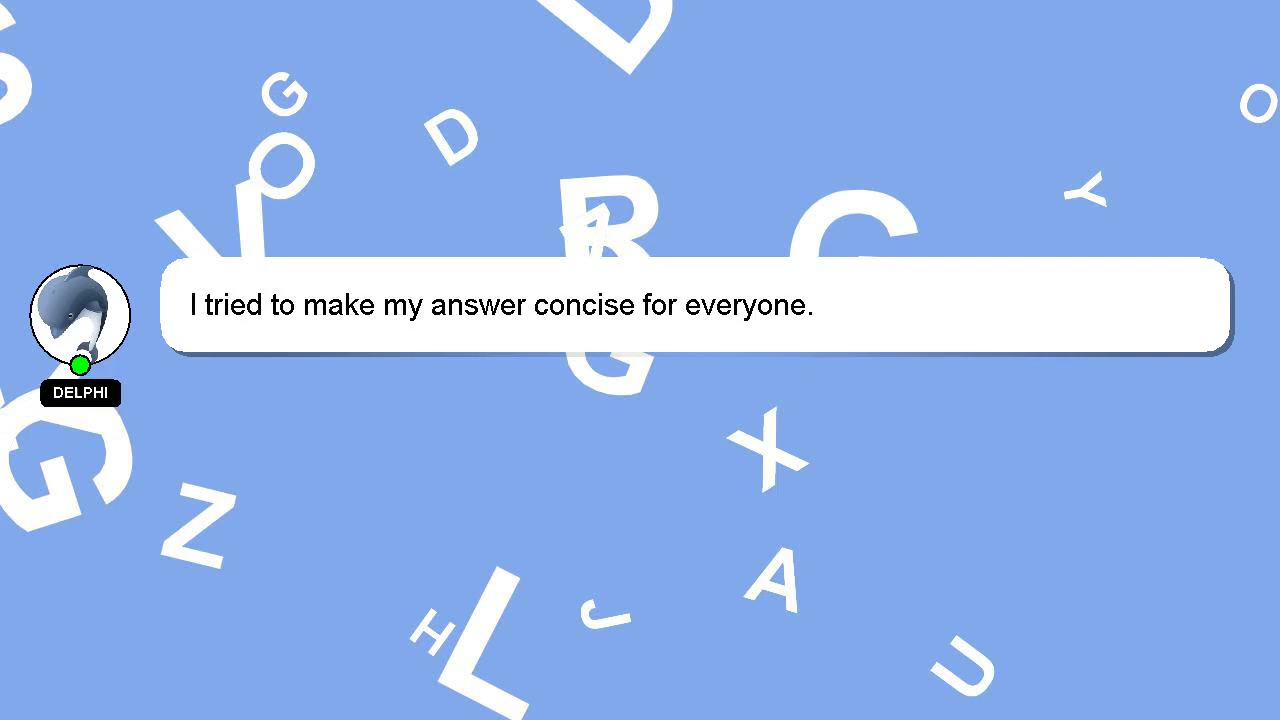 S
D
G
D
O
O
V
R
A
C
Y
I tried to make my answer concise for everyone.
DELPHI
G
G
X
Z
A
L
H
J
U